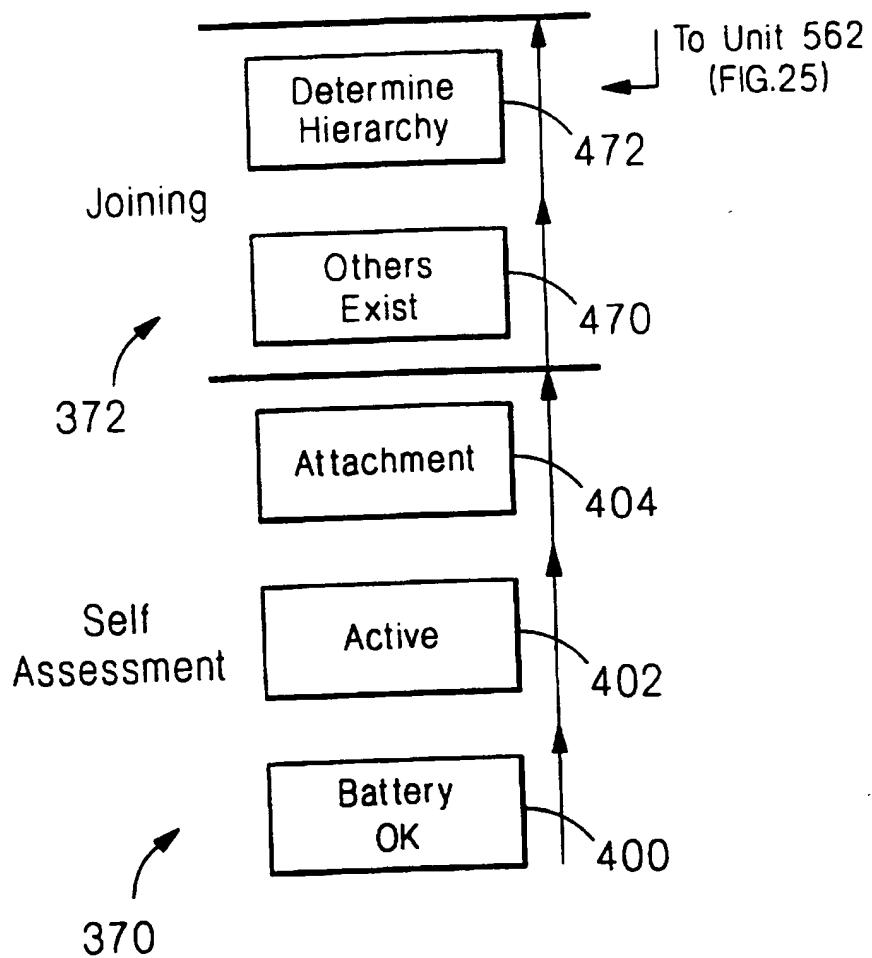 To Unit 562
(FIG.25)
Determine
Hierarchy
472
Joining
Others
Exist
470
372
Attachment
404
Self
Assessment
Active
402
Battery
OK
400
370